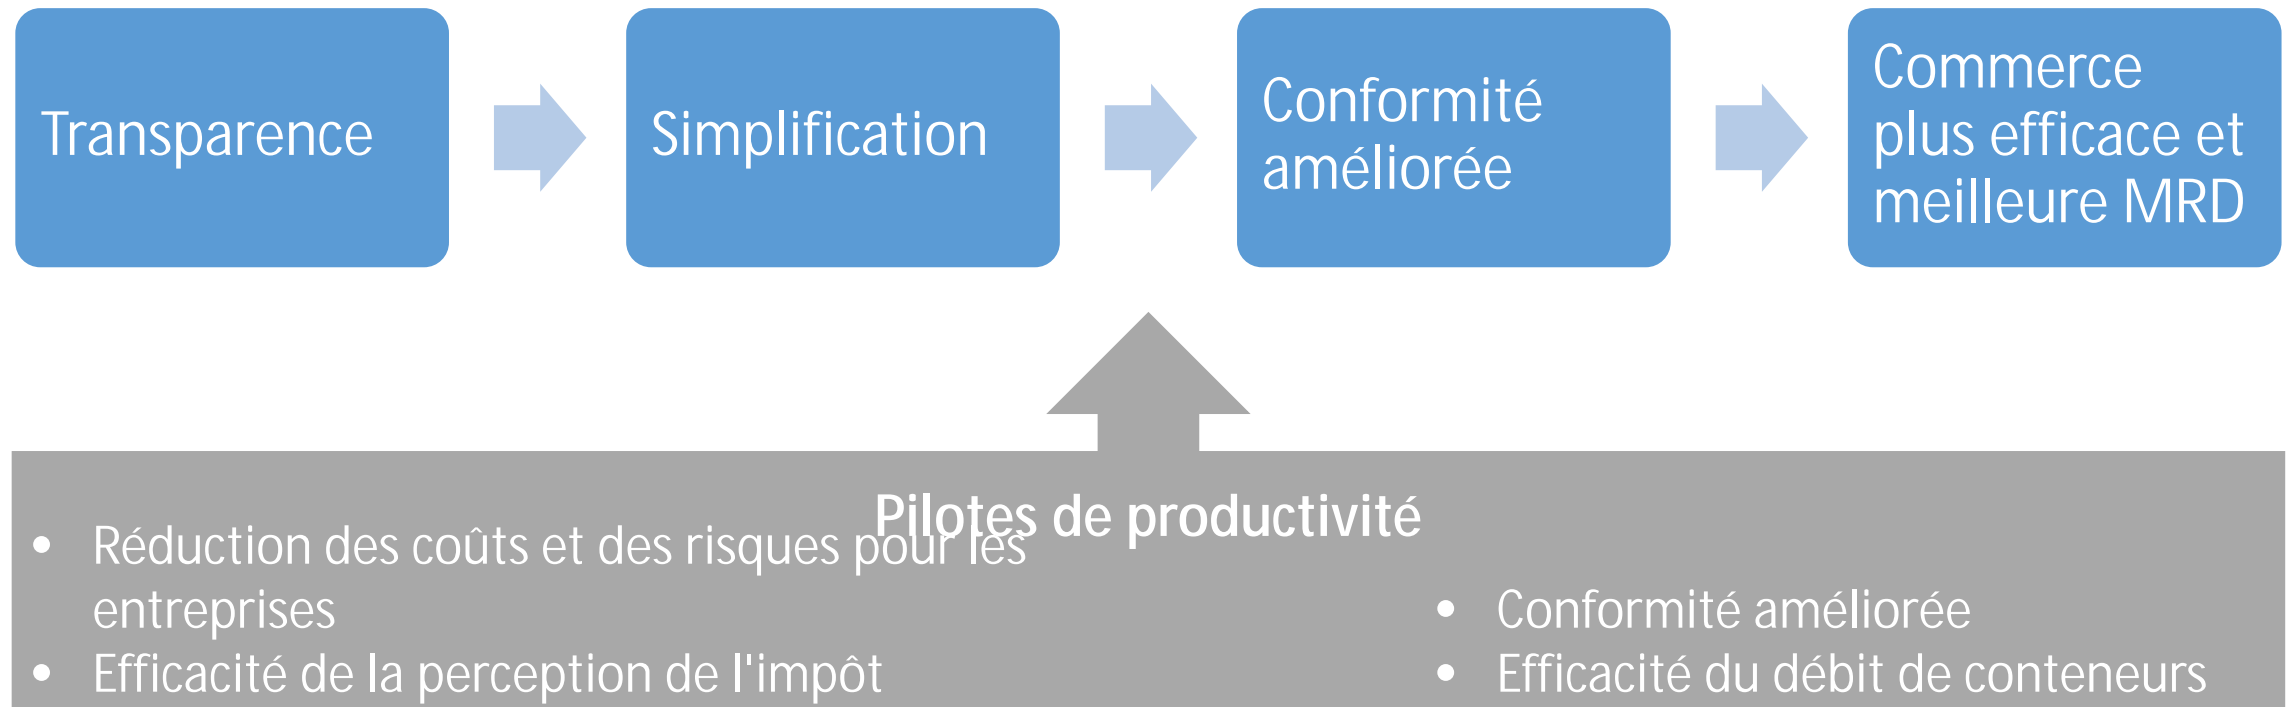 Transparence
Simplification
Conformité
améliorée
Commerce
plus efficace et
meilleure MRD
Pilotes de productivité
• Réduction des coûts et des risques pour les
entreprises
• Efficacité de la perception de l'impôt
• Conformité améliorée
• Efficacité du débit de conteneurs